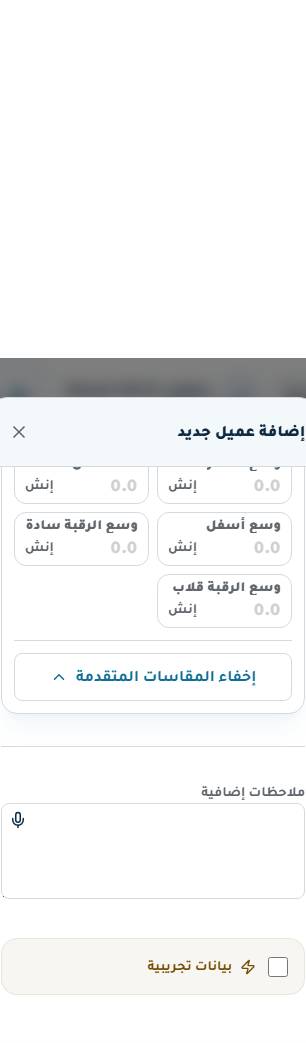 إضافة عميل جديد
0.0 إنش
0.0 إنش
وسع أسفل
0.0 إنش
وسع الرقبة سادة
0.0 إنش
وسع الرقبة قلاب
0.0 إنش
إخفاء المقاسات المتقدمة
ملاحظات إضافية
بيانات تجريبية